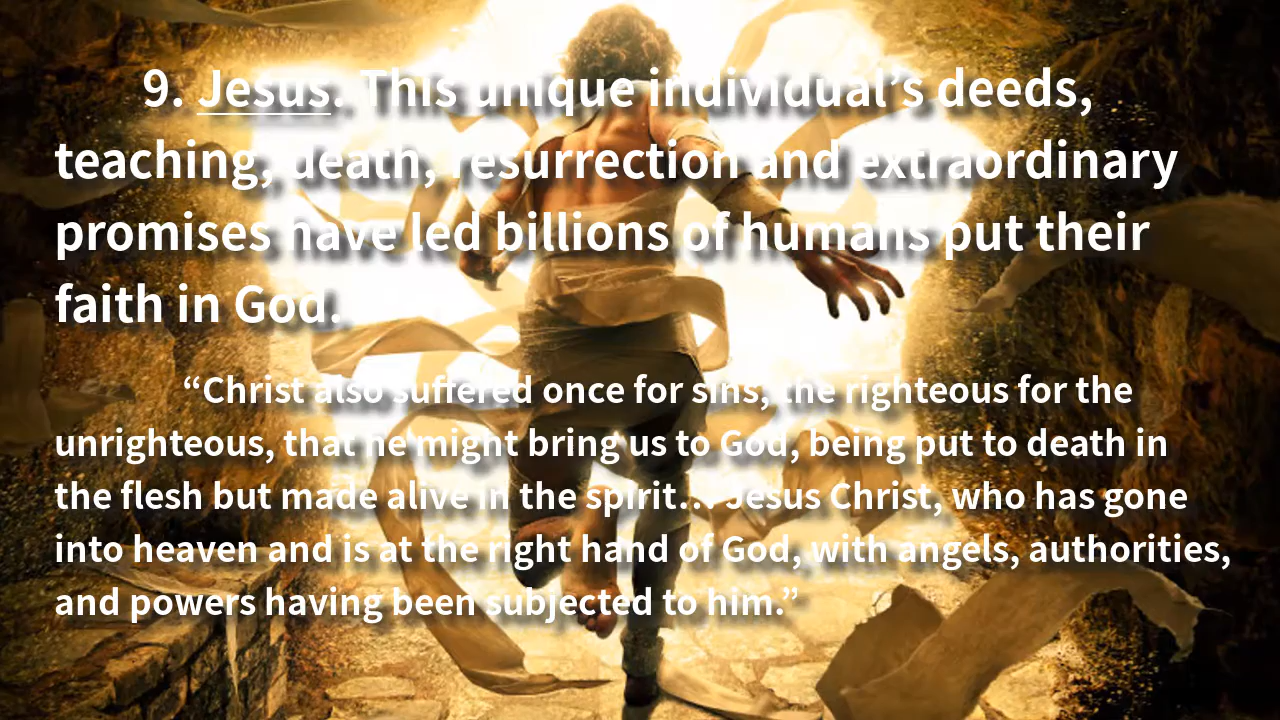 9. Jesus. This unique individual’s deeds,
teaching, death, resurrection and extraordinary
promises have led billions of humans put their
faith in God.
“Christ also suffered once for sins, the righteous for the
unrighteous, that he might bring us to God, being put to death in
the flesh but made alive in the spirit… Jesus Christ, who has gone
into heaven and is at the right hand of God, with angels, authorities,
and powers having been subjected to him.”